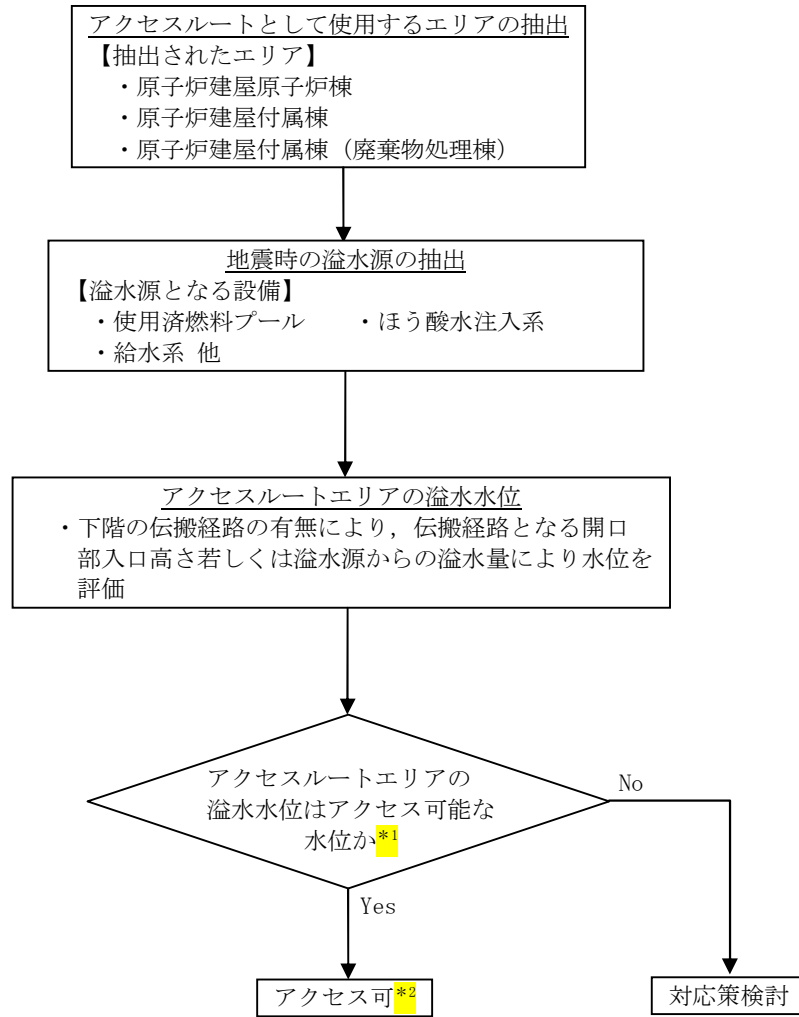 アクセスルートとして使用するエリアの抽出
【抽出されたエリア】
・原子炉建屋原子炉棟
・原子炉建屋付属棟
・原子炉建屋付属棟（廃棄物処理棟）
地震時の溢水源の抽出
【溢水源となる設備】
・使用済燃料プール　　・ほう酸水注入系
・給水系 他
アクセスルートエリアの溢水水位
・下階の伝搬経路の有無により，伝搬経路となる開口
部入口高さ若しくは溢水源からの溢水量により水位を
評価
アクセスルートエリアの
溢水水位はアクセス可能な
水位か*1
No
Yes
アクセス可*2
対応策検討